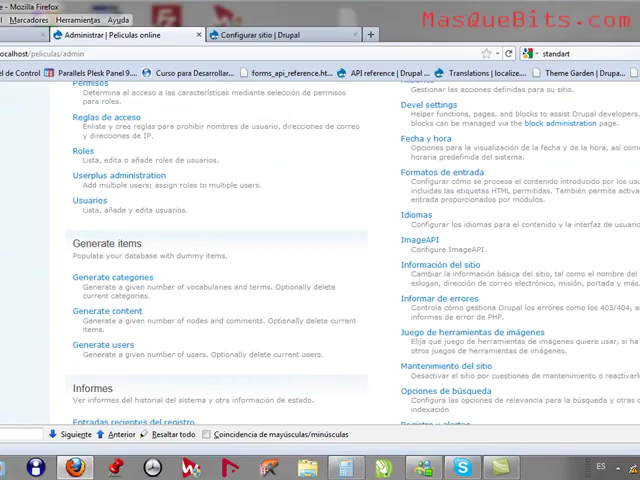 e - Mozilla Firefox
MasQueBits.com
l Marcadores Herramientas Ayuda
Administrar | Peliculas online × Configurar sitio | Drupal × +
ocalhost/peliculas/admin
standart
el de Control Parallels Plesk Panel 9.... Curso para Desarrollar... forms_api_reference.ht... API reference | Drupal ... Translations | localize.... Theme Garden | Drupa...
Permisos
Determina el acceso a las características mediante selección de permisos
para roles.
Reglas de acceso
Enliste y cree reglas para prohibir nombres de usuario, direcciones de correo
y direcciones de IP.
Roles
Lista, edita o añade roles de usuario.
Userplus administration
Add multiple users; assign roles to multiple users.
Usuarios
Lista, añade y edita usuarios.
Generate items
Populate your database with dummy items.
Generate categories
Generate a given number of vocabularies and terms. Optionally delete
current categories.
Generate content
Generate a given number of nodes and comments. Optionally delete current
items.
Generate users
Generate a given number of users. Optionally delete current users.
Informes
Ver informes del historial del sistema y otra información de estado.
Entradas recientes del registro
Gestionar las acciones definidas para su sitio.
Devel settings
Helper functions, pages, and blocks to assist Drupal developers.
blocks can be managed via the block administration page.
Fecha y hora
Opciones para la visualización de la fecha y de la hora, así como
horaria predefinida del sistema.
Formatos de entrada
Configurar cómo se procesa el contenido introducido por los usu
incluidas las etiquetas HTML permitidas. También permite activa
entrada proporcionados por módulos.
Idiomas
Configurar los idiomas para el contenido y la interfaz de usuario
ImageAPI
Configure ImageAPI.
Información del sitio
Cambiar la información básica del sitio, tal como el nombre del
eslogan, dirección de correo electrónico, misión, portada y más.
Informar de errores
Controla cómo gestiona Drupal los errores como los 403/404, as
informes de error de PHP.
Juego de herramientas de imágenes
Elija qué juego de herramientas de imágenes quiere usar, si ha
otros juegos de herramientas de imágenes.
Mantenimiento del sitio
Desactivar el sitio por cuestiones de mantenimiento o reactivarlo
Opciones de búsqueda
Configura las opciones de relevancia para la búsqueda y otras o
indexación
Registro y alertas
Siguiente Anterior Resaltar todo Coincidencia de mayúsculas/minúsculas
ES